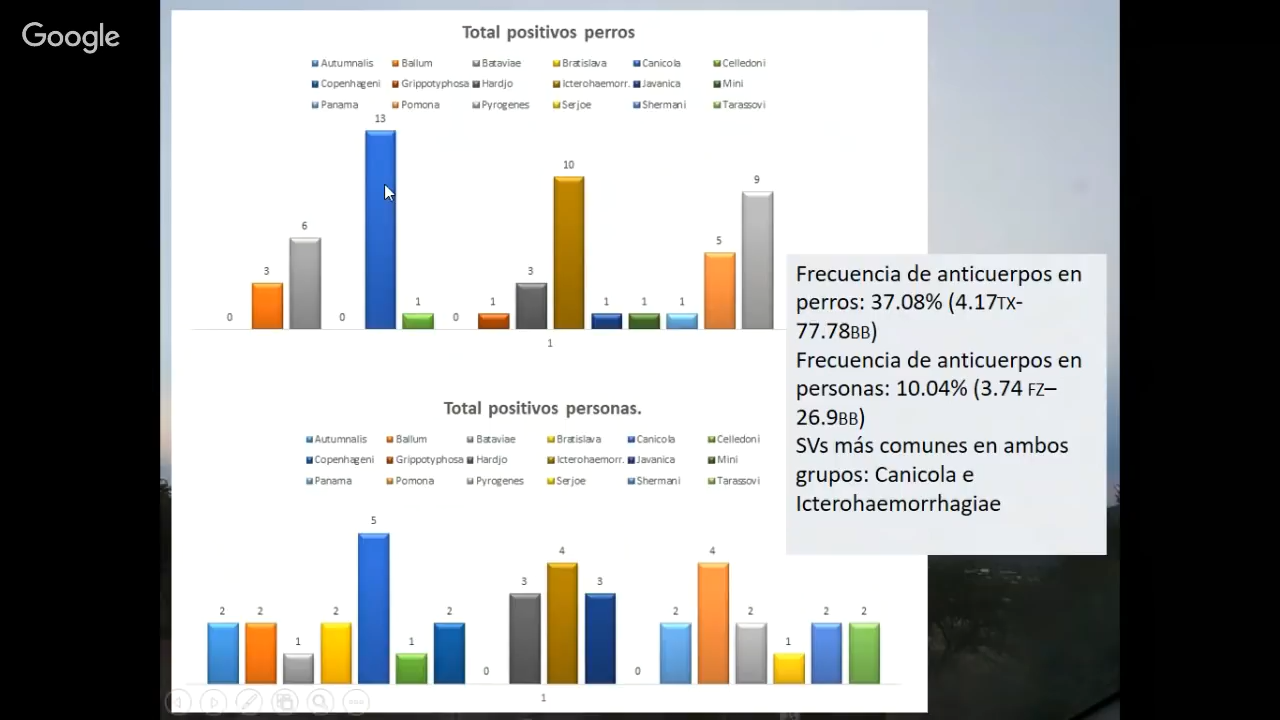 Google
Total positivos perros
Autumnalis Ballum Bataviae Bratislava Canicola Celledoni
Copenhageni Grippotyphosa Hardjo Icterohaemorr. Javanica Mini
Panama Pomona Pyrogenes Serjoe Shermani Tarassovi
0 3 6 0 13 1 0 1 3 10 1 1 1 5 9
1
Frecuencia de anticuerpos en
perros: 37.08% (4.17TX-
77.78BB)
Frecuencia de anticuerpos en
personas: 10.04% (3.74 FZ–
26.9BB)
SVs más comunes en ambos
grupos: Canicola e
Icterohaemorrhagiae
Total positivos personas.
Autumnalis Ballum Bataviae Bratislava Canicola Celledoni
Copenhageni Grippotyphosa Hardjo Icterohaemorr. Javanica Mini
Panama Pomona Pyrogenes Serjoe Shermani Tarassovi
2 2 1 2 5 1 2 0 3 4 3 0 2 4 2 1 2 2
1